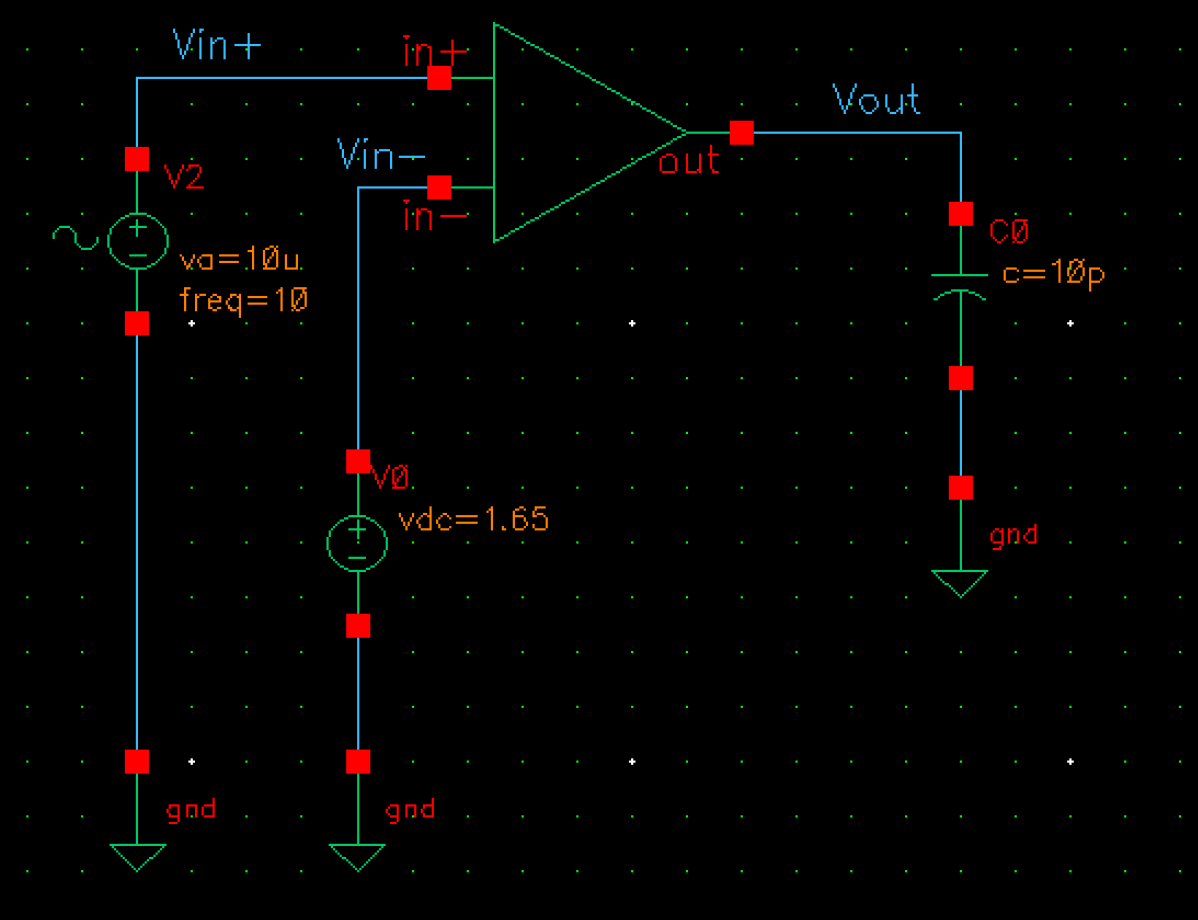 Vin+
in+
Vout
Vin-
out
V2
in-
C0
va=10u
c=10p
freq=10
V0
vdc=1.65
gnd
gnd
gnd